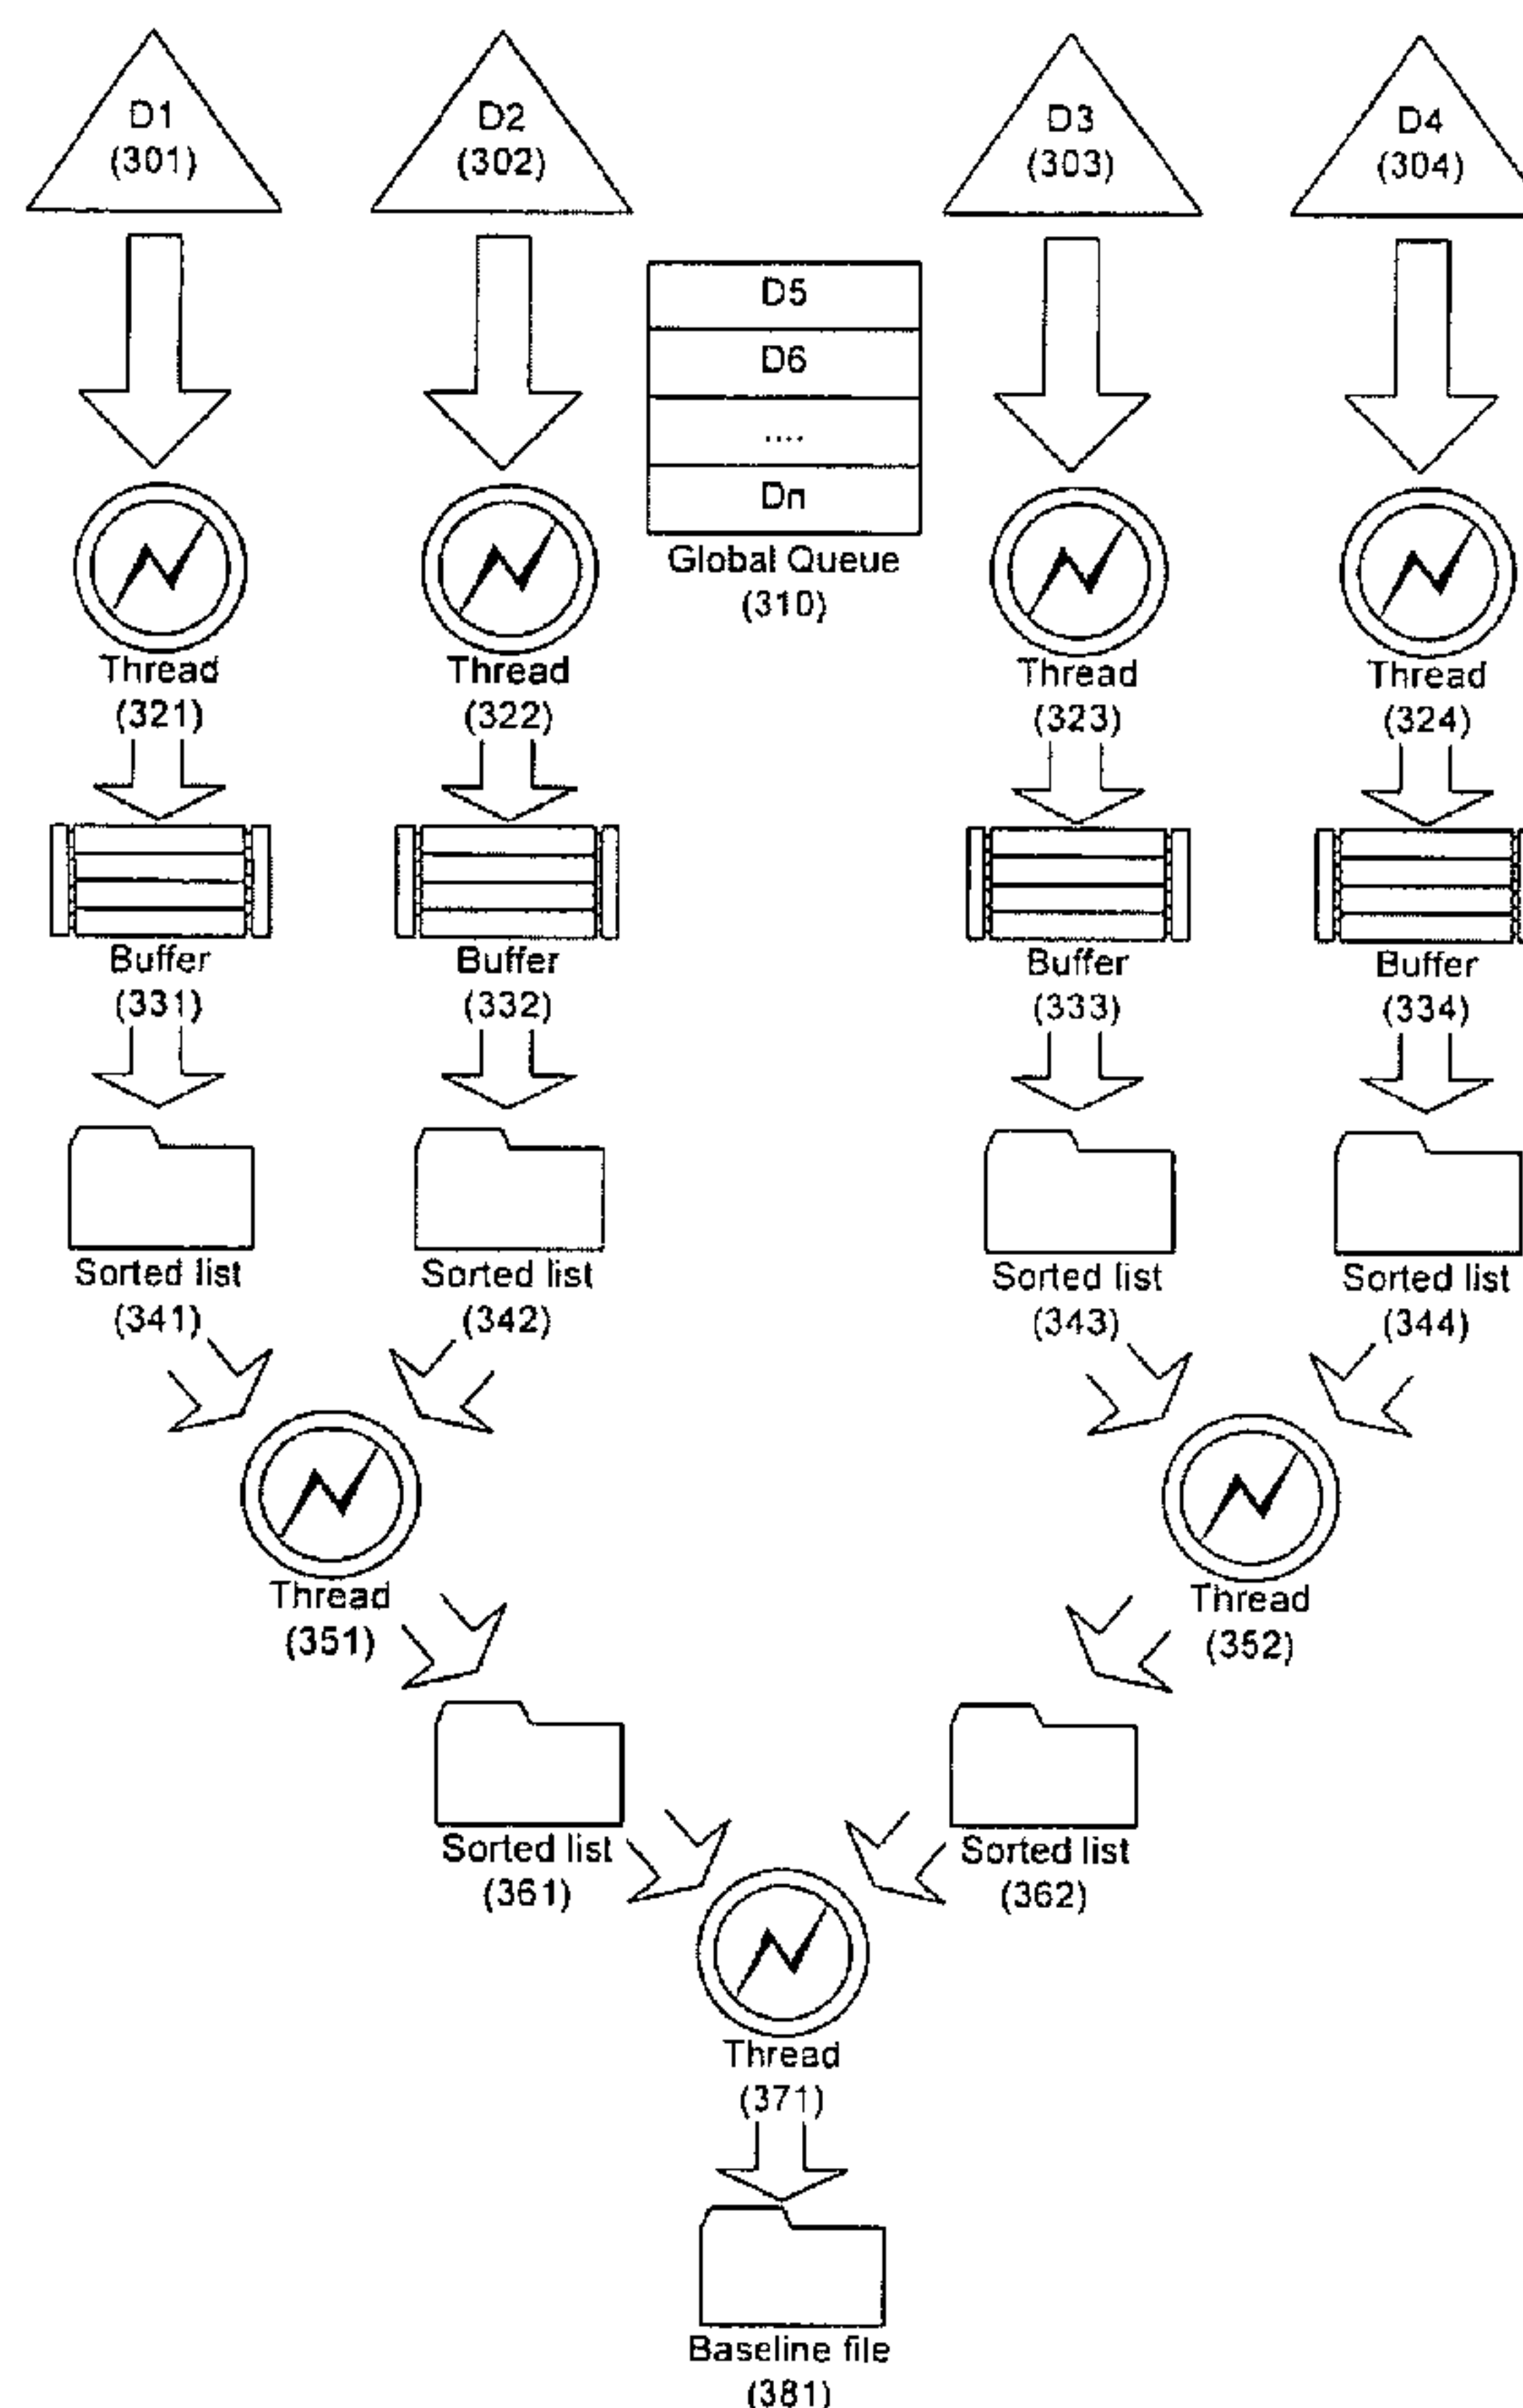 D1
(301)
D2
(302)
D3
(303)
D4
(304)
D5
D6
....
Dn
Global Queue
(310)
Thread
(321)
Thread
(322)
Thread
(323)
Thread
(324)
Buffer
(331)
Buffer
(332)
Buffer
(333)
Buffer
(334)
Sorted list
(341)
Sorted list
(342)
Sorted list
(343)
Sorted list
(344)
Thread
(351)
Thread
(352)
Sorted list
(361)
Sorted list
(362)
Thread
(371)
Baseline file
(381)